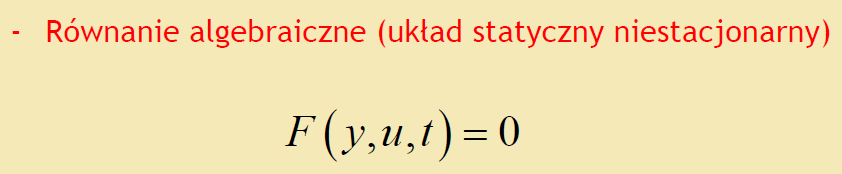 - Równanie algebraiczne (układ statyczny niestacjonarny)
F(y,u,t) = 0